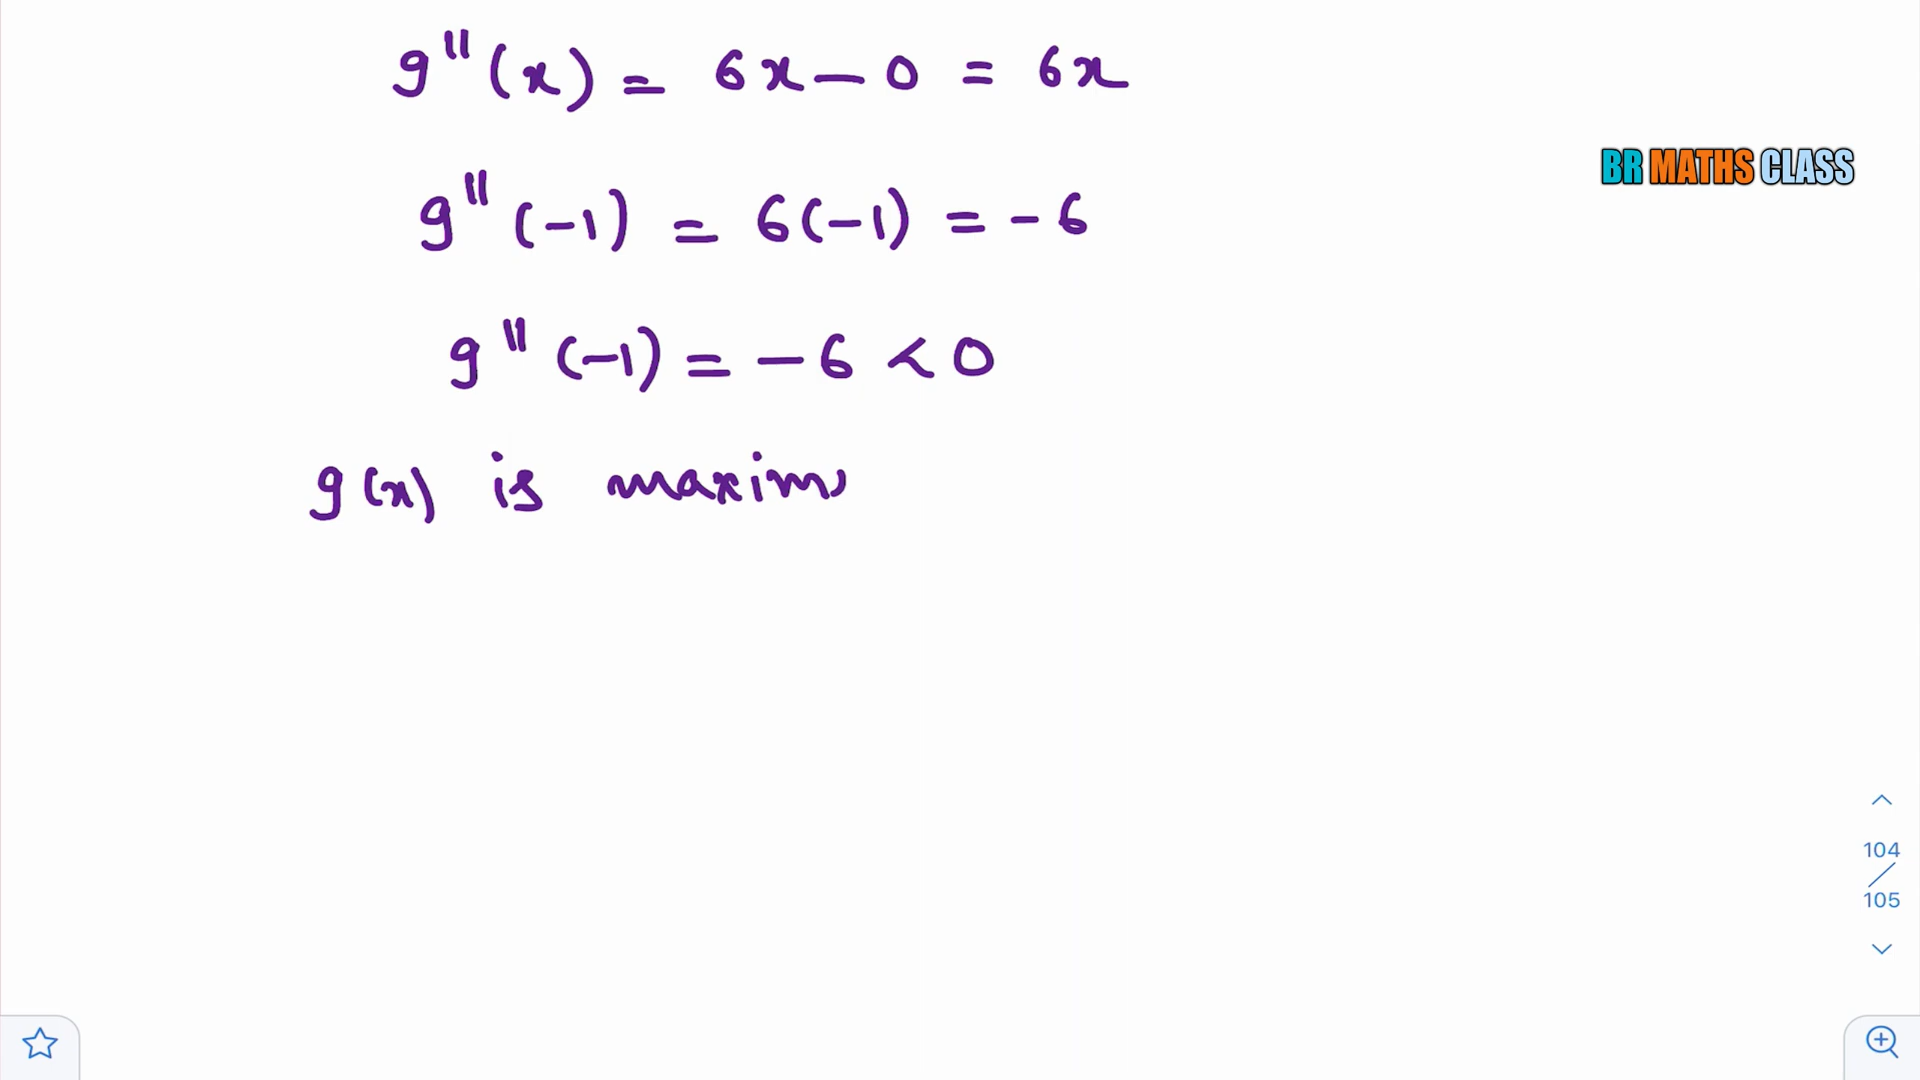 g"(x) = 6x - 0 = 6x
BR MATHS CLASS
g"(-1) = 6(-1) = -6
g"(-1) = -6 < 0
g(x) is maxim
104
105